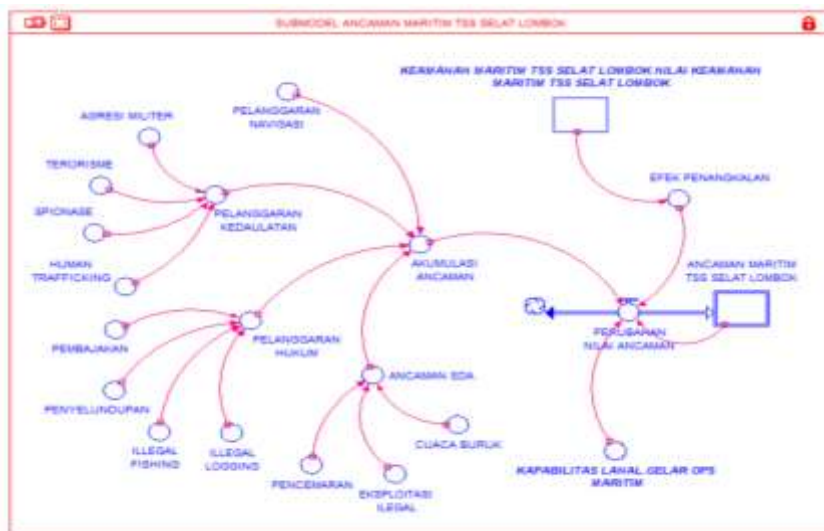 SUBMODEL ANCAMAN MARITIM TSS SELAT LOMBOK
KEAMANAN MARITIM TSS SELAT LOMBOK.NILAI KEAMANAN
MARITIM TSS SELAT LOMBOK
PELANGGARAN
NAVIGASI
AGRESI MILITER
TERORISME
EFEK PENANGKALAN
SPIONASE
PELANGGARAN
KEDAULATAN
HUMAN
TRAFFICKING
AKUMULASI
ANCAMAN
ANCAMAN MARITIM
TSS SELAT LOMBOK
PEMBAJAKAN
PELANGGARAN
HUKUM
PERUBAHAN
NILAI ANCAMAN
PENYELUNDUPAN
ANCAMAN SDA
ILLEGAL
FISHING
ILLEGAL
LOGGING
CUACA BURUK
PENCEMARAN
EKSPLOITASI
ILEGAL
KAPABILITAS LANAL.GELAR OPS
MARITIM